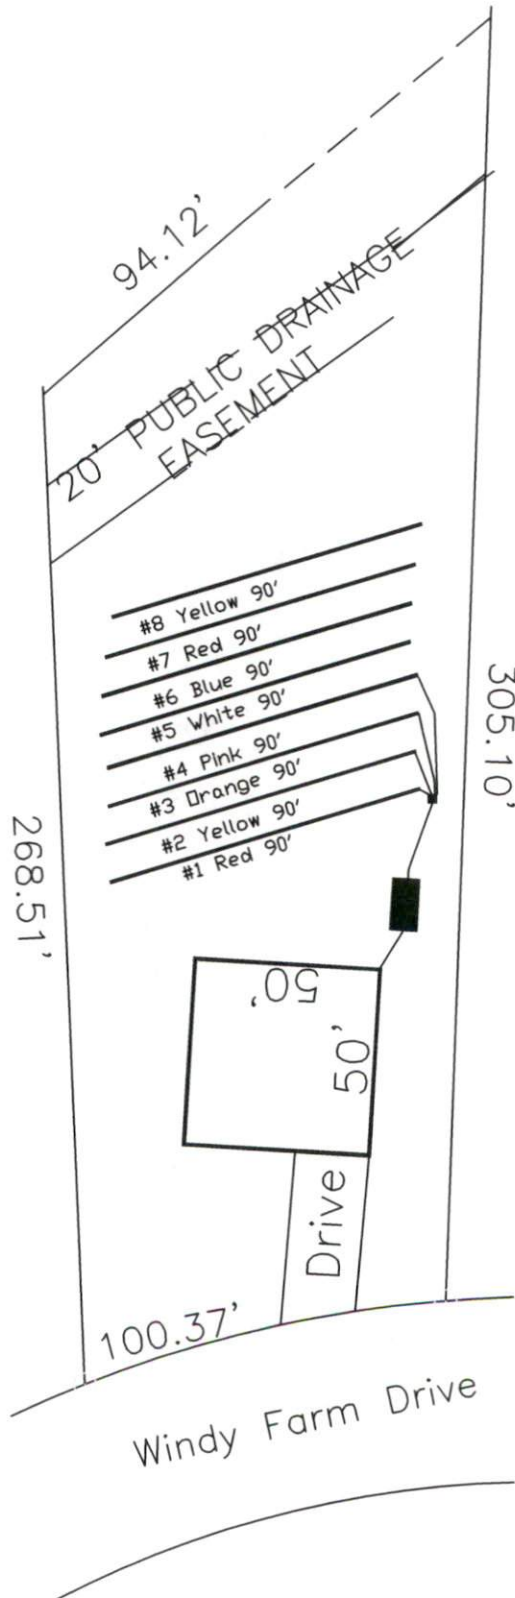 94.12'
20' PUBLIC DRAINAGE
EASEMENT
#8 Yellow 90'
#7 Red 90'
#6 Blue 90'
#5 White 90'
#4 Pink 90'
#3 Orange 90'
#2 Yellow 90'
#1 Red 90'
305.10'
268.51'
50'
50'
Drive
100.37'
Windy Farm Drive